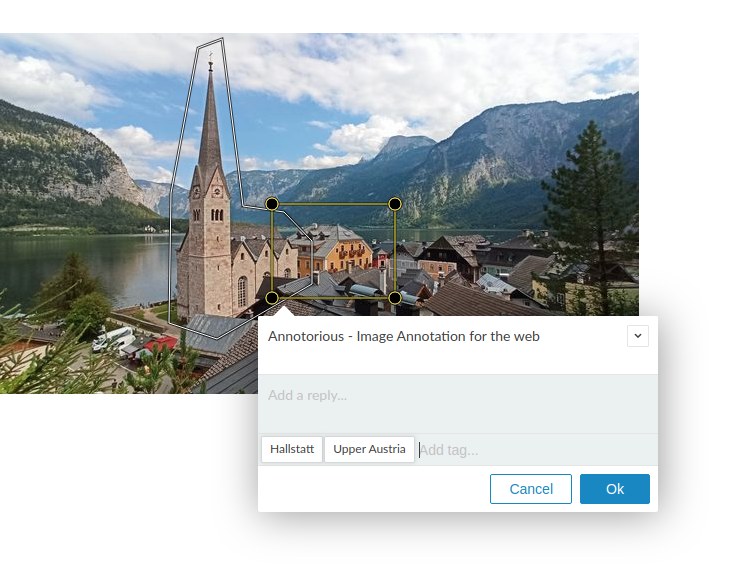 Annotorious - Image Annotation for the web
Add a reply...
Hallstatt Upper Austria Add tag...
Cancel Ok